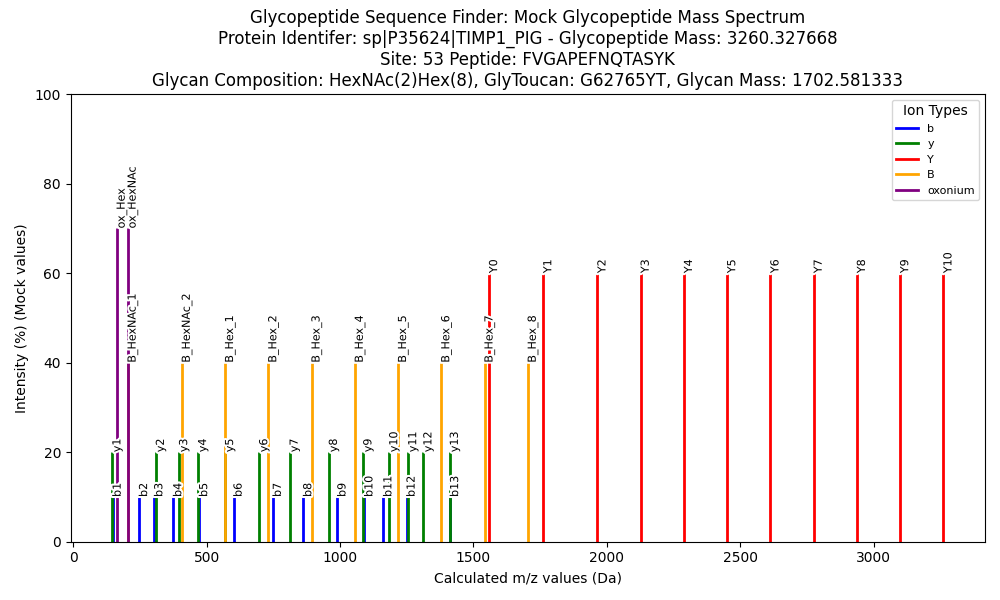 Glycopeptide Sequence Finder: Mock Glycopeptide Mass Spectrum
Protein Identifer: sp|P35624|TIMP1_PIG - Glycopeptide Mass: 3260.327668
Site: 53 Peptide: FVGAPEFNQTASYK
Glycan Composition: HexNAc(2)Hex(8), GlyToucan: G62765YT, Glycan Mass: 1702.581333
Intensity (%) (Mock values)
100
80
60
40
20
0
Ion Types
b
y
Y
B
oxonium
ox_Hex
ox_HexNAc
Y0
Y1
Y2
Y3
Y4
Y5
Y6
Y7
Y8
Y9
Y10
B_HexNAc_1
B_HexNAc_2
B_Hex_1
B_Hex_2
B_Hex_3
B_Hex_4
B_Hex_5
B_Hex_6
B_Hex_7
B_Hex_8
y1
y2
y3
y4
y5
y6
y7
y8
y9
y10
y11
y12
y13
b1
b2
b3
b4
b5
b6
b7
b8
b9
b10
b11
b12
b13
0
500
1000
1500
2000
2500
3000
Calculated m/z values (Da)